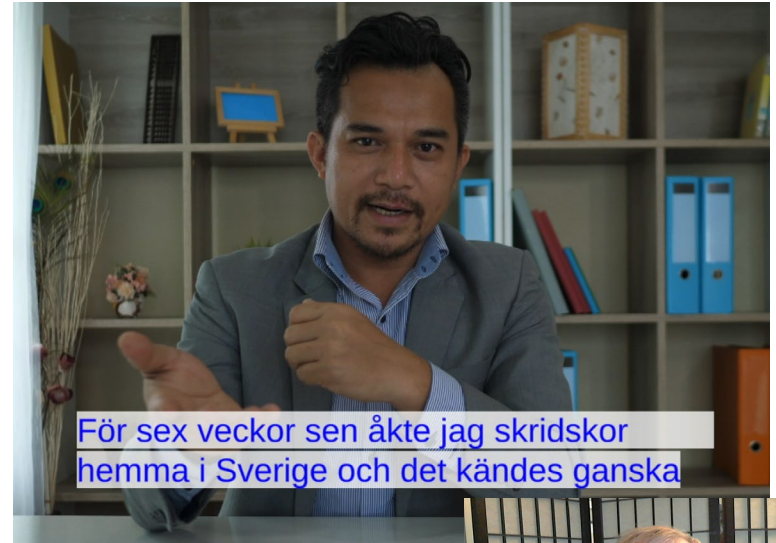 För sex veckor sen åkte jag skridskor
hemma i Sverige och det kändes ganska